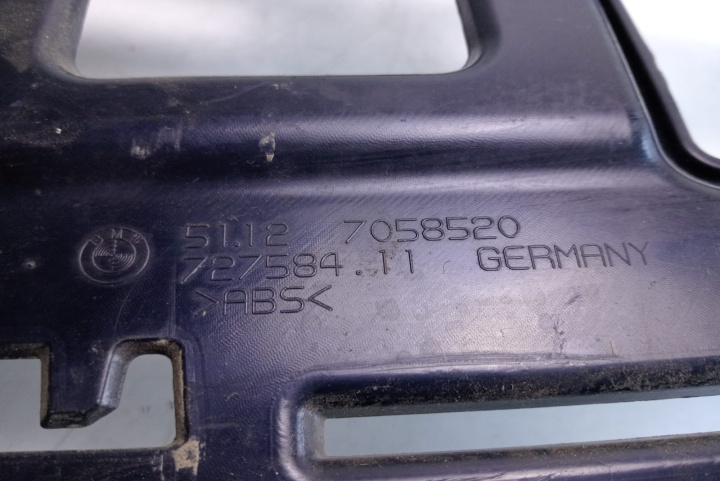 BMW
51.12 7058520
727584.11 GERMANY
>ABS<